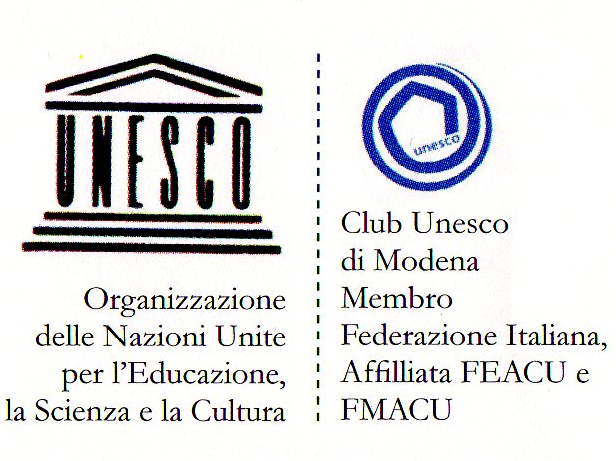 UNESCO
Organizzazione
delle Nazioni Unite
per l'Educazione,
la Scienza e la Cultura
unesco
Club Unesco
di Modena
Membro
Federazione Italiana,
Affilliata FEACU e
FMACU